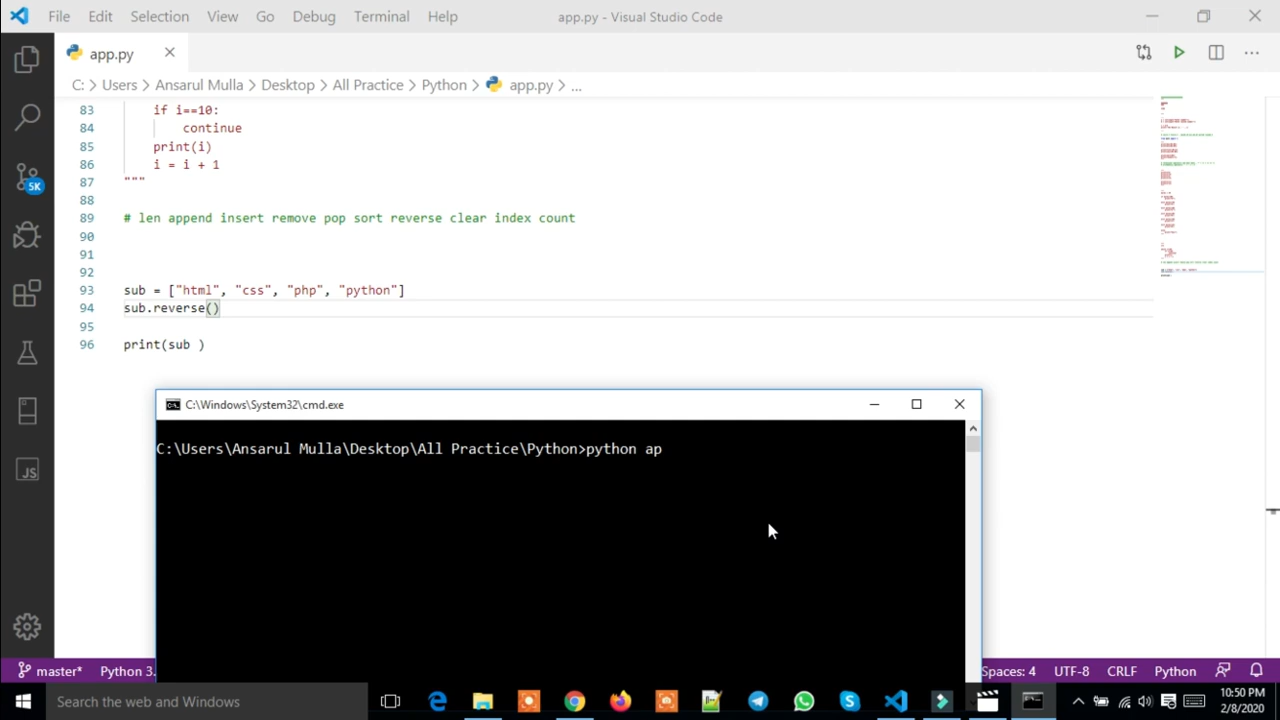 File Edit Selection View Go Debug Terminal Help app.py - Visual Studio Code
app.py
C: > Users > Ansarul Mulla > Desktop > All Practice > Python > app.py > ...
83 if i==10:
84 continue
85 print(i)
86 i = i + 1
87 """
88
89 # len append insert remove pop sort reverse clear index count
90
91
92
93 sub = ["html", "css", "php", "python"]
94 sub.reverse()
95
96 print(sub )
5K
JS
C:\Windows\System32\cmd.exe
C:\Users\Ansarul Mulla\Desktop\All Practice\Python>python ap
master* Python 3. Spaces: 4 UTF-8 CRLF Python
Search the web and Windows
10:50 PM
2/8/2020